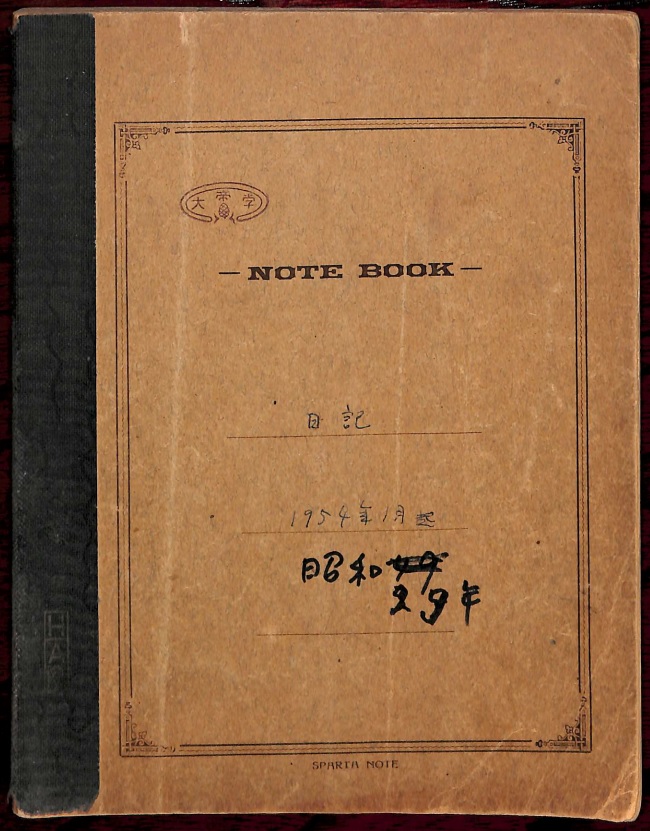 大帝学
—NOTE BOOK—
日記
1954年1月起
昭和
29年
SPARTA NOTE